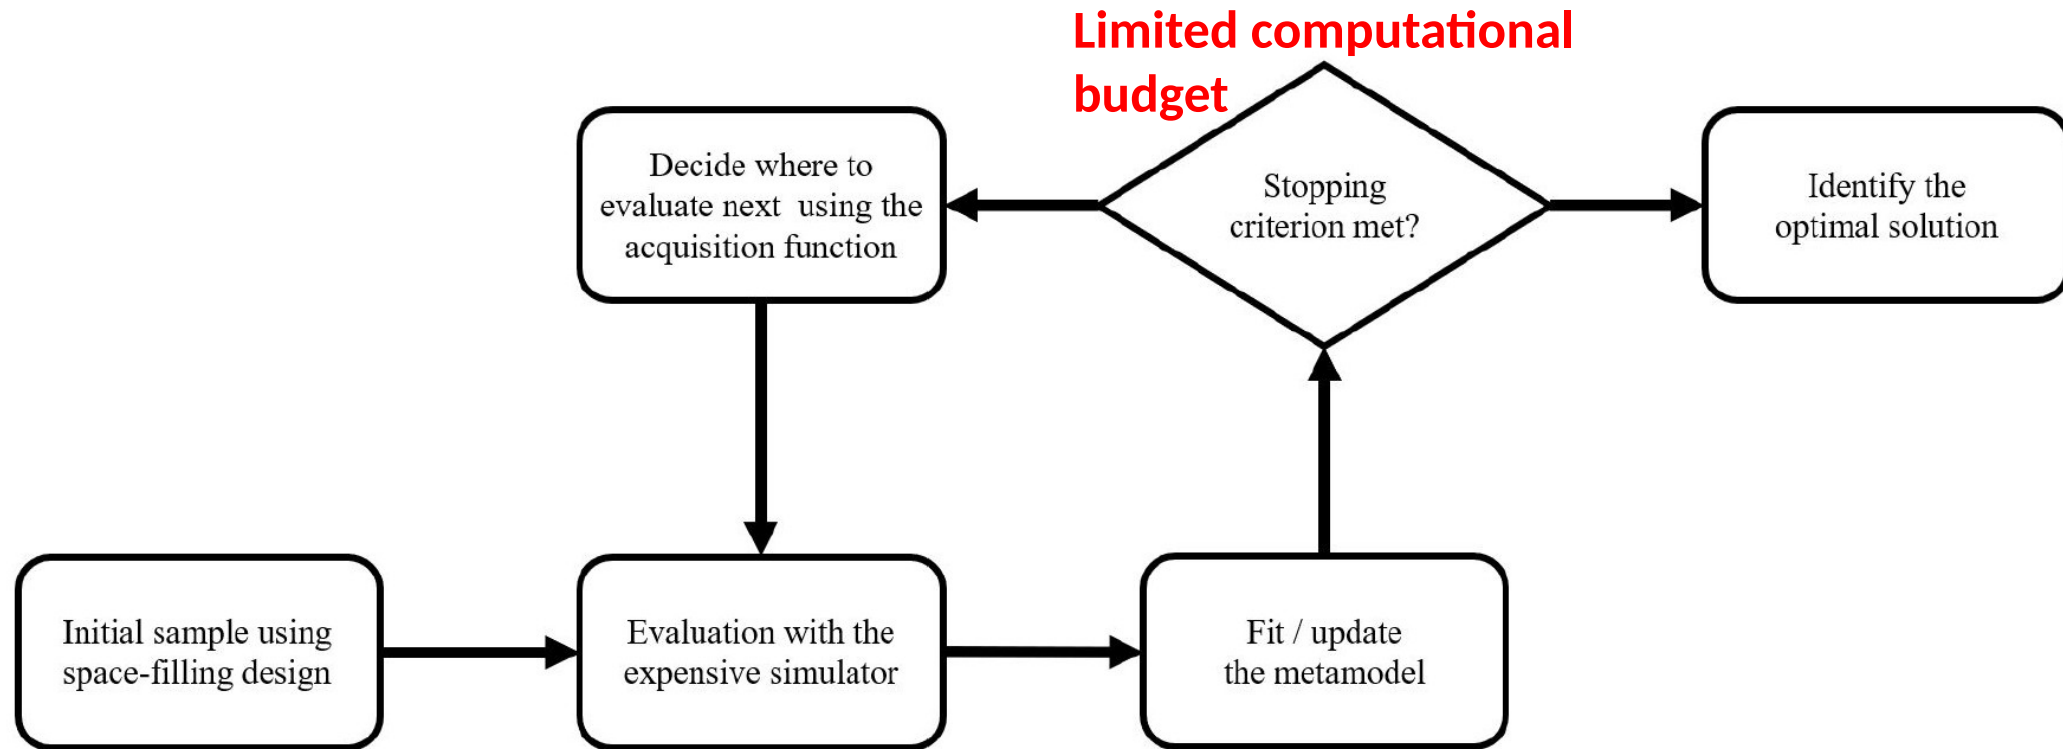 Limited computational
budget
Decide where to
evaluate next using the
acquisition function
Stopping
criterion met?
Identify the
optimal solution
Initial sample using
space-filling design
Evaluation with the
expensive simulator
Fit / update
the metamodel